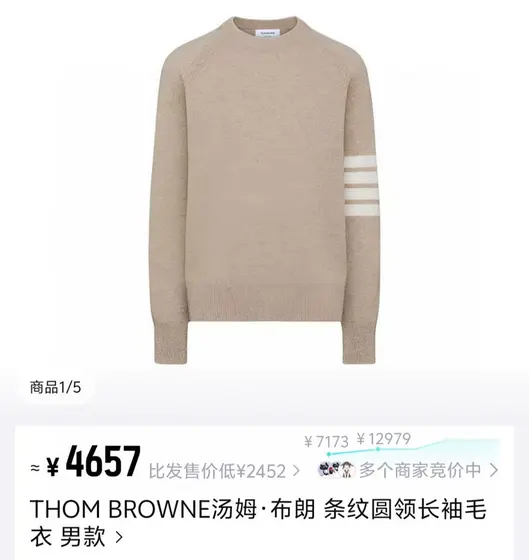 商品1/5
≈ ¥ 4657 比发售价低¥2452 >
¥7173 ¥12979
多个商家竞价中 >
THOM BROWNE汤姆·布朗 条纹圆领长袖毛
衣 男款 >